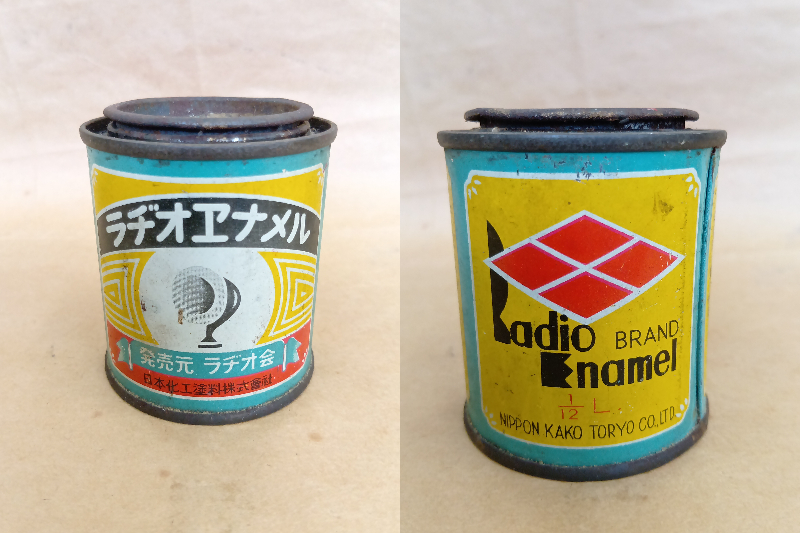 ラヂオヱナメル
発売元 ラヂオ会
日本化工塗料株式會社
Radio BRAND
Enamel
1/12 L
NIPPON KAKO TORYO CO., LTD.